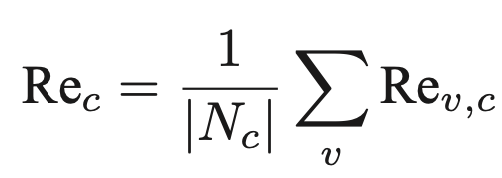 Re_c = \frac{1}{|N_c|} \sum_v Re_{v,c}